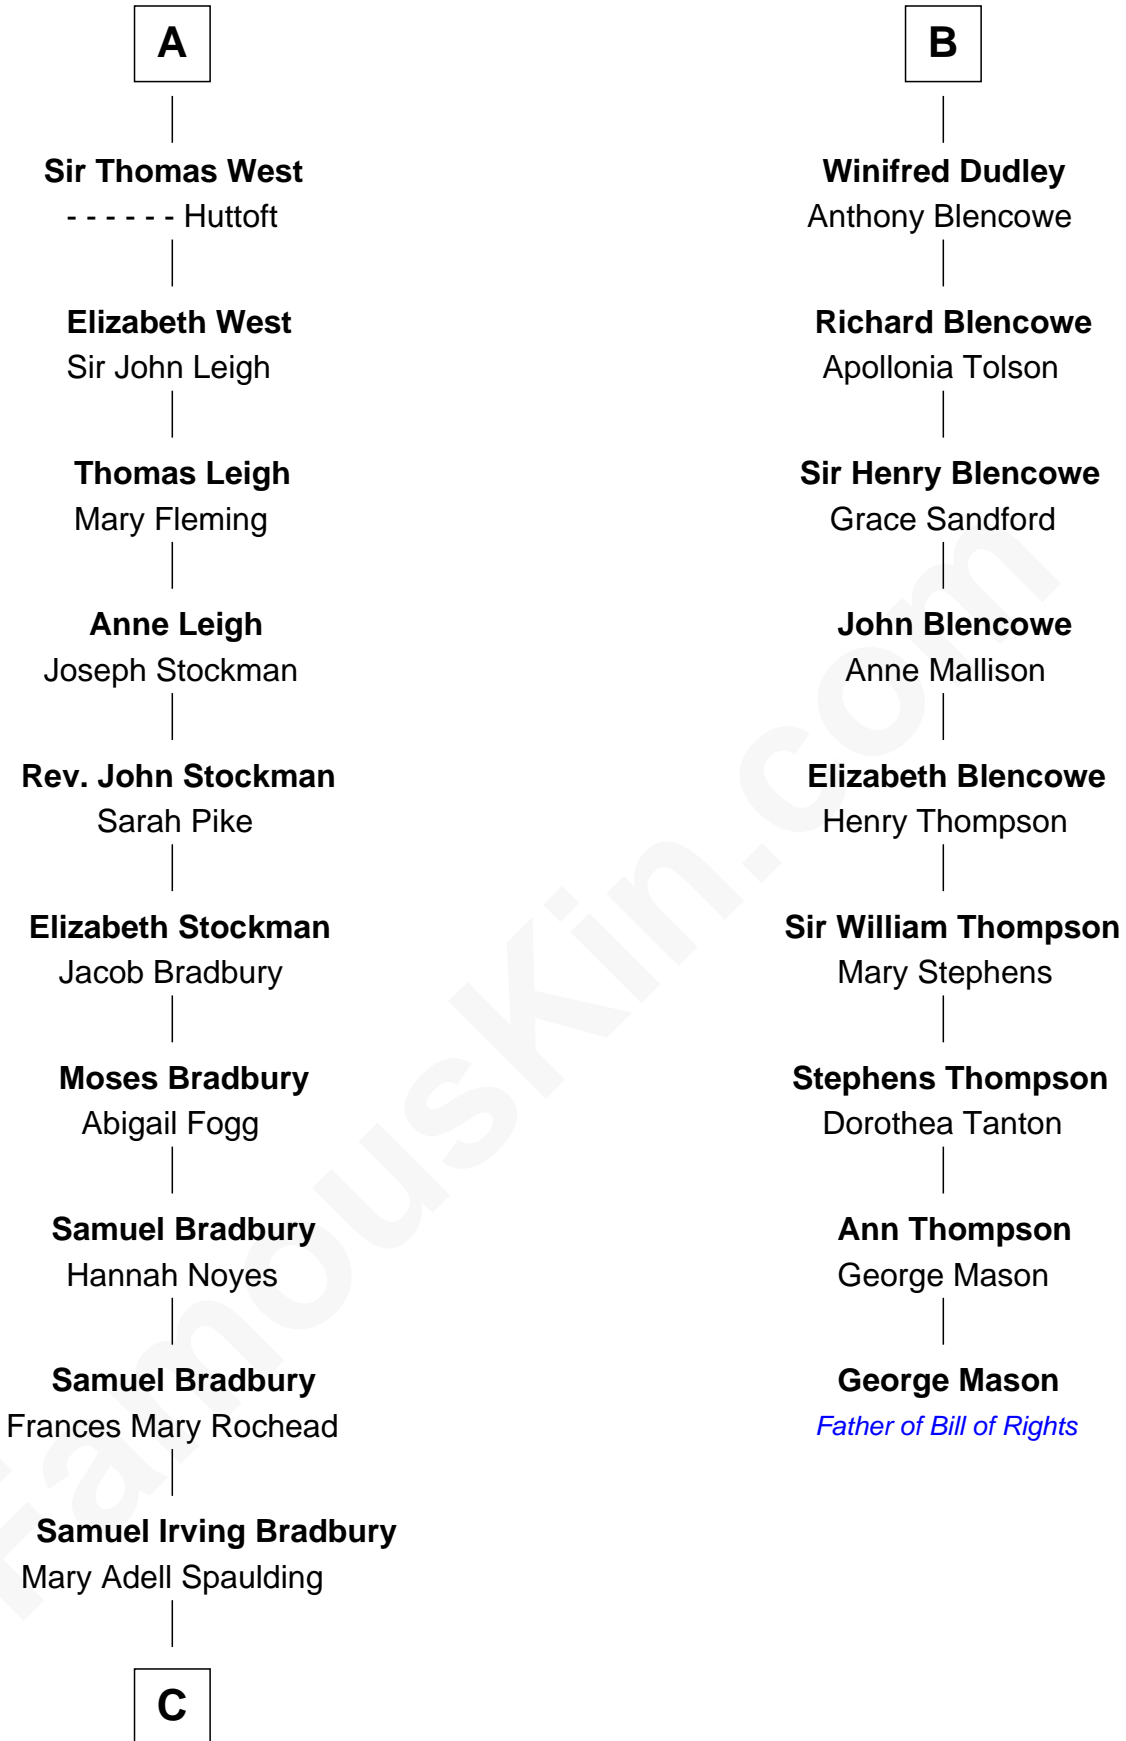 A
Sir Thomas West
- - - - - - Huttoft
Elizabeth West
Sir John Leigh
Thomas Leigh
Mary Fleming
Anne Leigh
Joseph Stockman
Rev. John Stockman
Sarah Pike
Elizabeth Stockman
Jacob Bradbury
Moses Bradbury
Abigail Fogg
Samuel Bradbury
Hannah Noyes
Samuel Bradbury
Frances Mary Rochead
Samuel Irving Bradbury
Mary Adell Spaulding
C
B
Winifred Dudley
Anthony Blencowe
Richard Blencowe
Apollonia Tolson
Sir Henry Blencowe
Grace Sandford
John Blencowe
Anne Mallison
Elizabeth Blencowe
Henry Thompson
Sir William Thompson
Mary Stephens
Stephens Thompson
Dorothea Tanton
Ann Thompson
George Mason
George Mason
Father of Bill of Rights
FamousKin.com